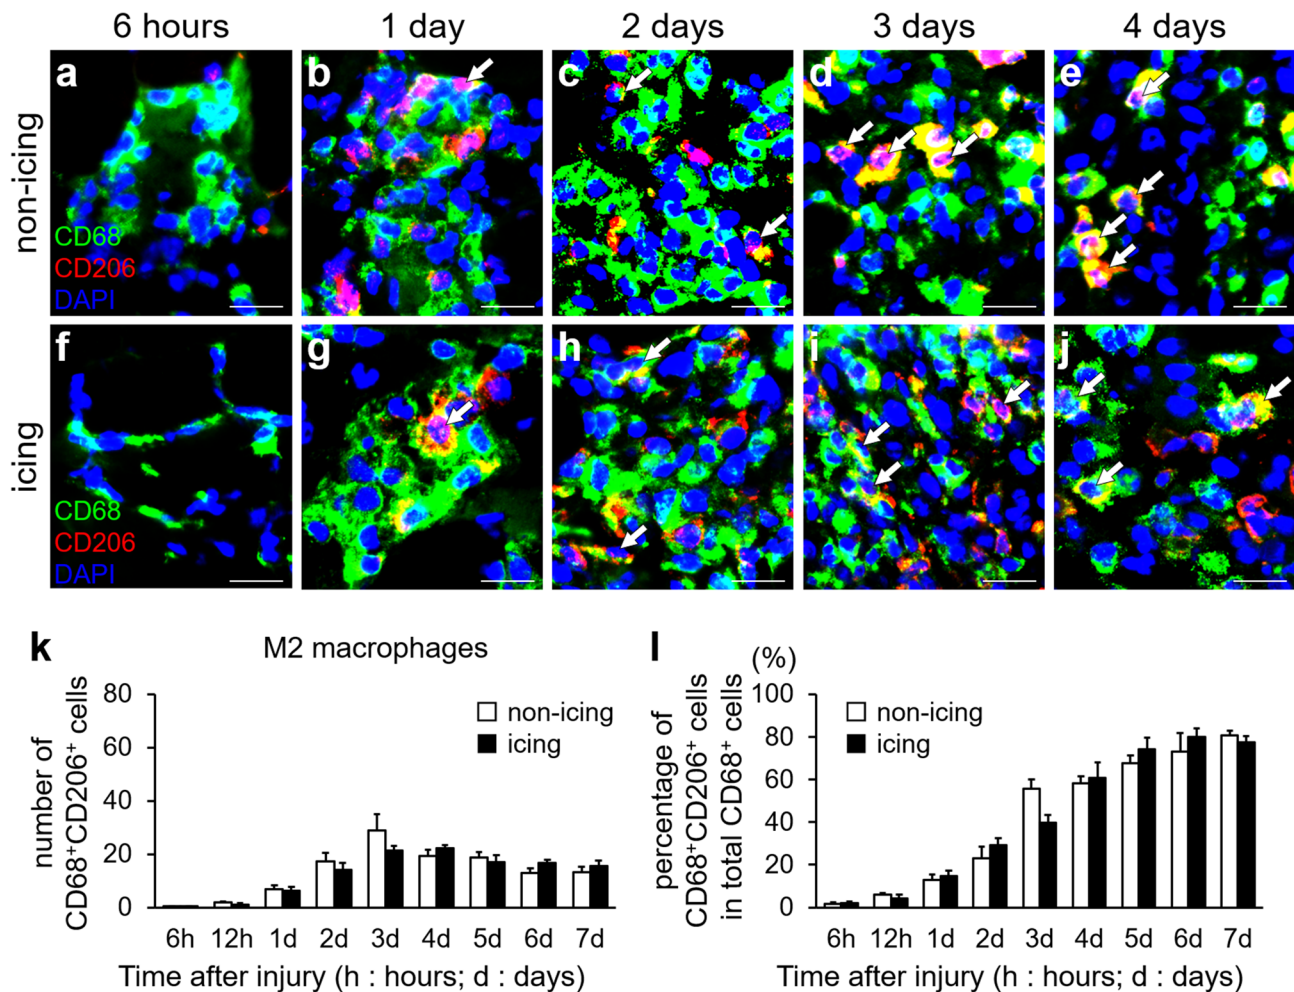 6 hours 1 day 2 days 3 days 4 days
non-icing
a b c d e
CD68
CD206
DAPI
icing
f g h i j
CD68
CD206
DAPI
k M2 macrophages
number of
CD68⁺CD206⁺ cells
80
60
40
20
0
non-icing
icing
6h 12h 1d 2d 3d 4d 5d 6d 7d
Time after injury (h : hours; d : days)
l (%)
percentage of
CD68⁺CD206⁺ cells
in total CD68⁺ cells
100
80
60
40
20
0
non-icing
icing
6h 12h 1d 2d 3d 4d 5d 6d 7d
Time after injury (h : hours; d : days)